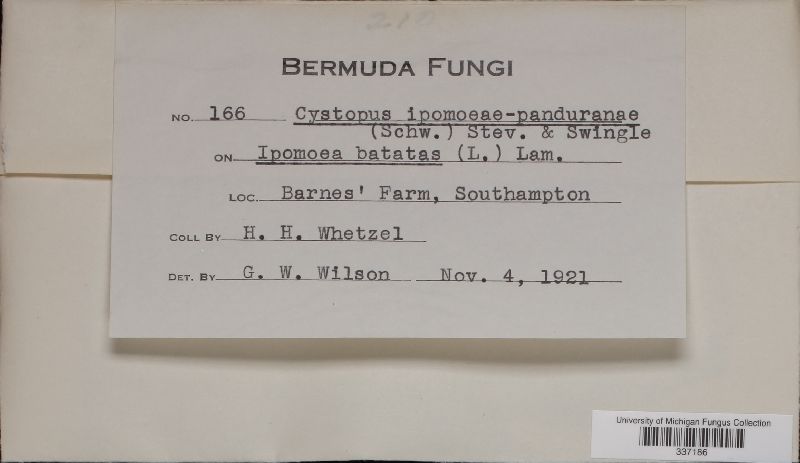 210
BERMUDA FUNGI
NO. 166 Cystopus ipomoeae-panduranae
(Schw.) Stev. & Swingle
ON Ipomoea batatas (L.) Lam.
LOC. Barnes' Farm, Southampton
COLL BY H. H. Whetzel
DET. BY G. W. Wilson Nov. 4, 1921
University of Michigan Fungus Collection
337186